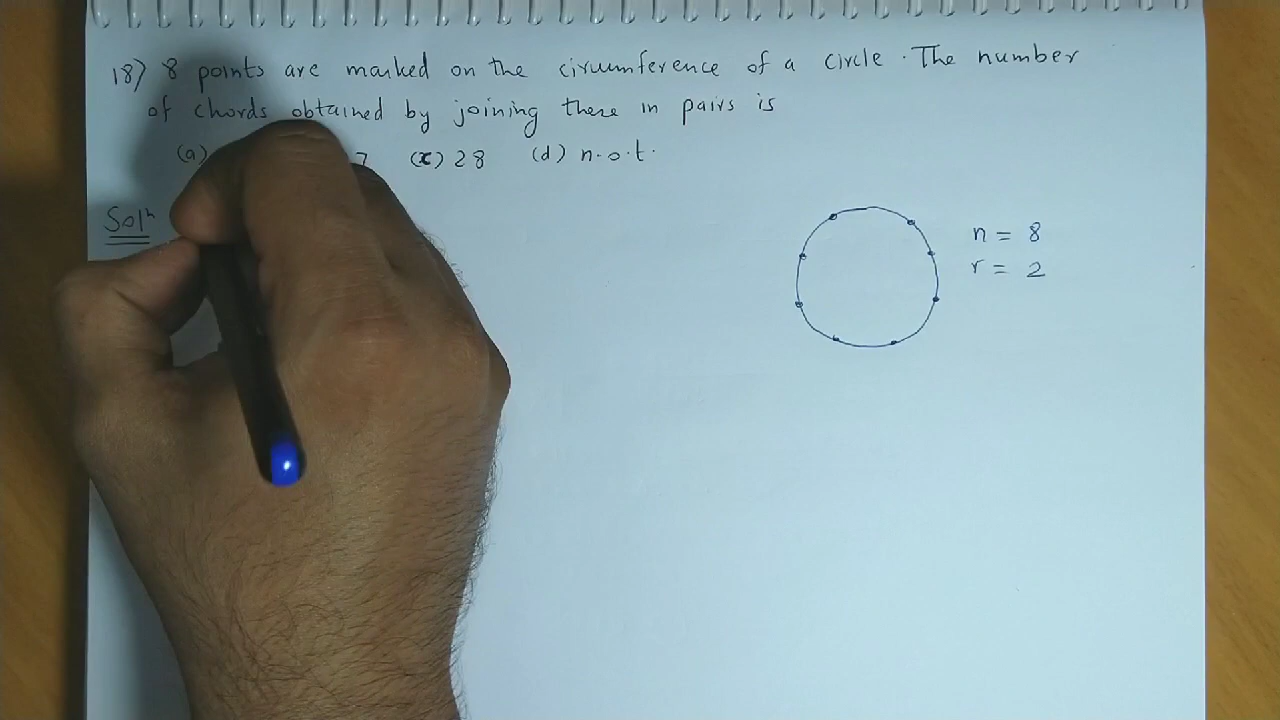 18) 8 points are marked on the circumference of a circle . The number
of chords obtained by joining these in pairs is
(a) 7 (c) 28 (d) n.o.t.
Solⁿ
n = 8
r = 2